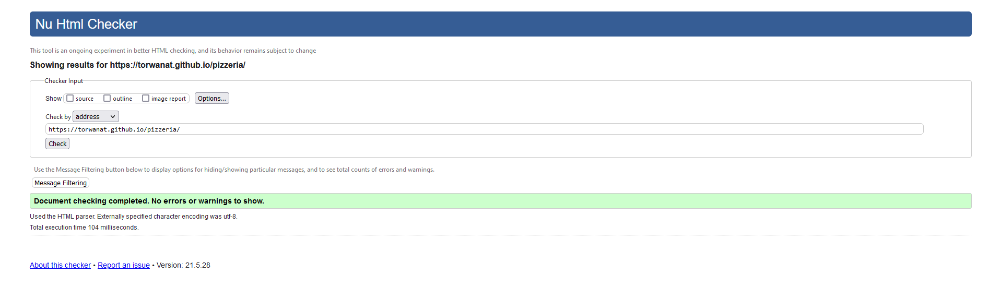 Nu Html Checker
This tool is an ongoing experiment in better HTML checking, and its behavior remains subject to change
Showing results for https://torwanat.github.io/pizzeria/
Checker Input
Show source outline image report Options...
Check by address
https://torwanat.github.io/pizzeria/
Check
Use the Message Filtering button below to display options for hiding/showing particular messages, and to see total counts of errors and warnings.
Message Filtering
Document checking completed. No errors or warnings to show.
Used the HTML parser. Externally specified character encoding was utf-8.
Total execution time 104 milliseconds.
About this checker • Report an issue • Version: 21.5.28